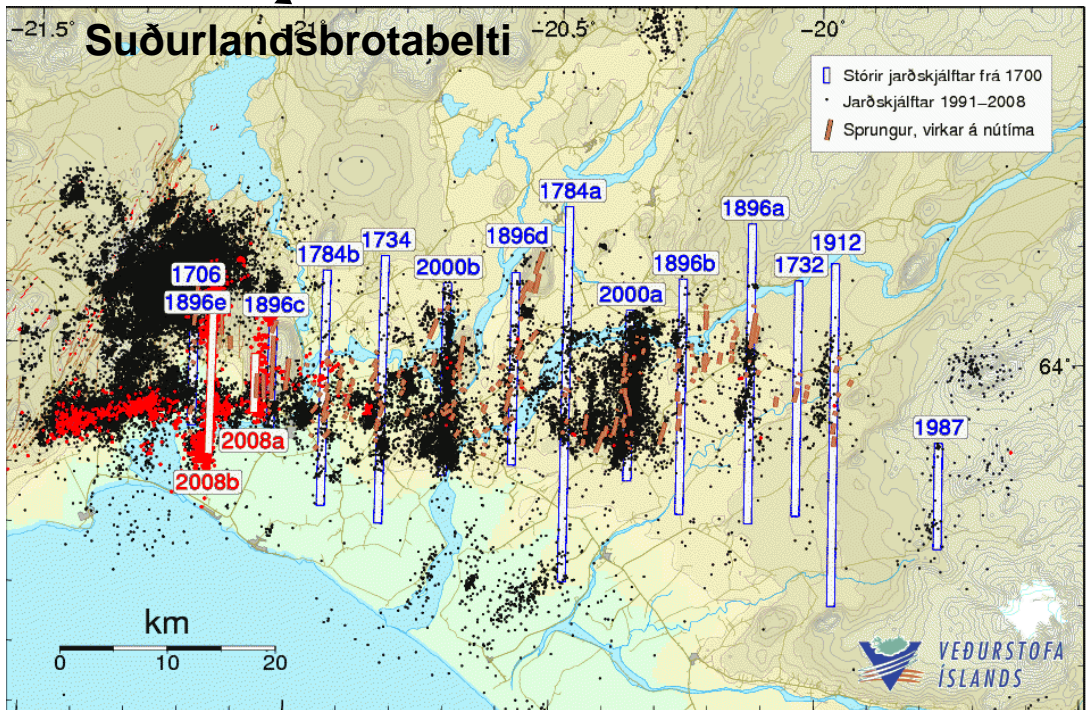 −21.5˚
−21˚
−20.5˚
−20˚
Suðurlandsbrotabelti
Stórir jarðskjálftar frá 1700
Jarðskjálftar 1991−2008
Sprungur, virkar á nútíma
1784a
1896a
1896d
1734
1912
1784b
2000b
1896b
1732
1706
2000a
1896e
1896c
64˚
1987
2008a
2008b
km
0 10 20
VEÐURSTOFA
ÍSLANDS